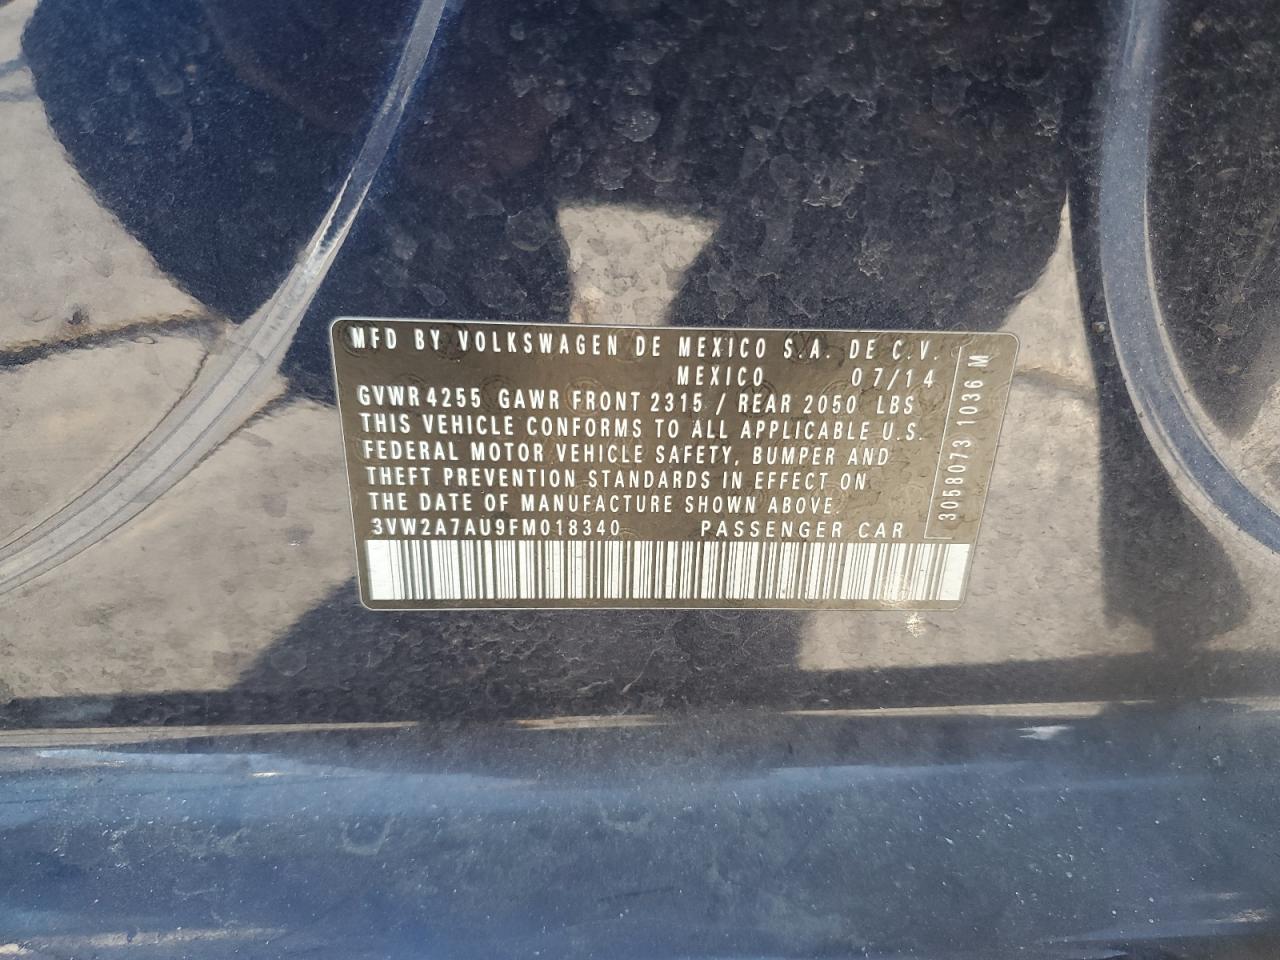 MFD BY VOLKSWAGEN DE MEXICO S.A. DE C.V.
MEXICO 07/14
GVWR 4255 GAWR FRONT 2315 / REAR 2050 LBS
THIS VEHICLE CONFORMS TO ALL APPLICABLE U.S.
FEDERAL MOTOR VEHICLE SAFETY, BUMPER AND
THEFT PREVENTION STANDARDS IN EFFECT ON
THE DATE OF MANUFACTURE SHOWN ABOVE.
3VW2A7AU9FM018340 PASSENGER CAR
3058073 1036 M